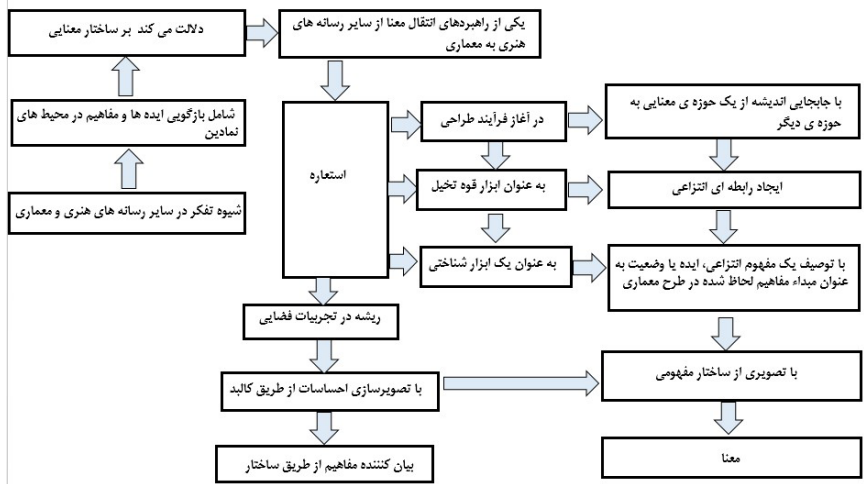 دلالت می کند بر ساختار معنایی
یکی از راهبردهای انتقال معنا از سایر رسانه های
هنری به معماری
شامل بازگویی ایده ها و مفاهیم در محیط های
نمادین
شیوه تفکر در سایر رسانه های هنری و معماری
استعاره
در آغاز فرآیند طراحی
با جابجایی اندیشه از یک حوزه ی معنایی به
حوزه ی دیگر
به عنوان ابزار قوه تخیل
ایجاد رابطه ای انتزاعی
به عنوان یک ابزار شناختی
با توصیف یک مفهوم انتزاعی، ایده یا وضعیت به
عنوان مبداء مفاهیم لحاظ شده در طرح معماری
ریشه در تجربیات فضایی
با تصویرسازی احساسات از طریق کالبد
با تصویری از ساختار مفهومی
بیان کنننده مفاهیم از طریق ساختار
معنا